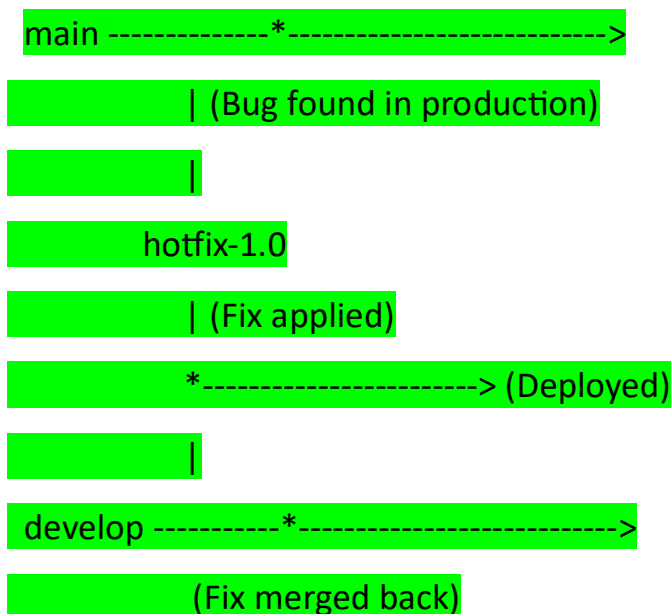 main --------------*---------------------------->
| (Bug found in production)
|
hotfix-1.0
| (Fix applied)
*------------------------> (Deployed)
|
develop -----------*---------------------------->
(Fix merged back)